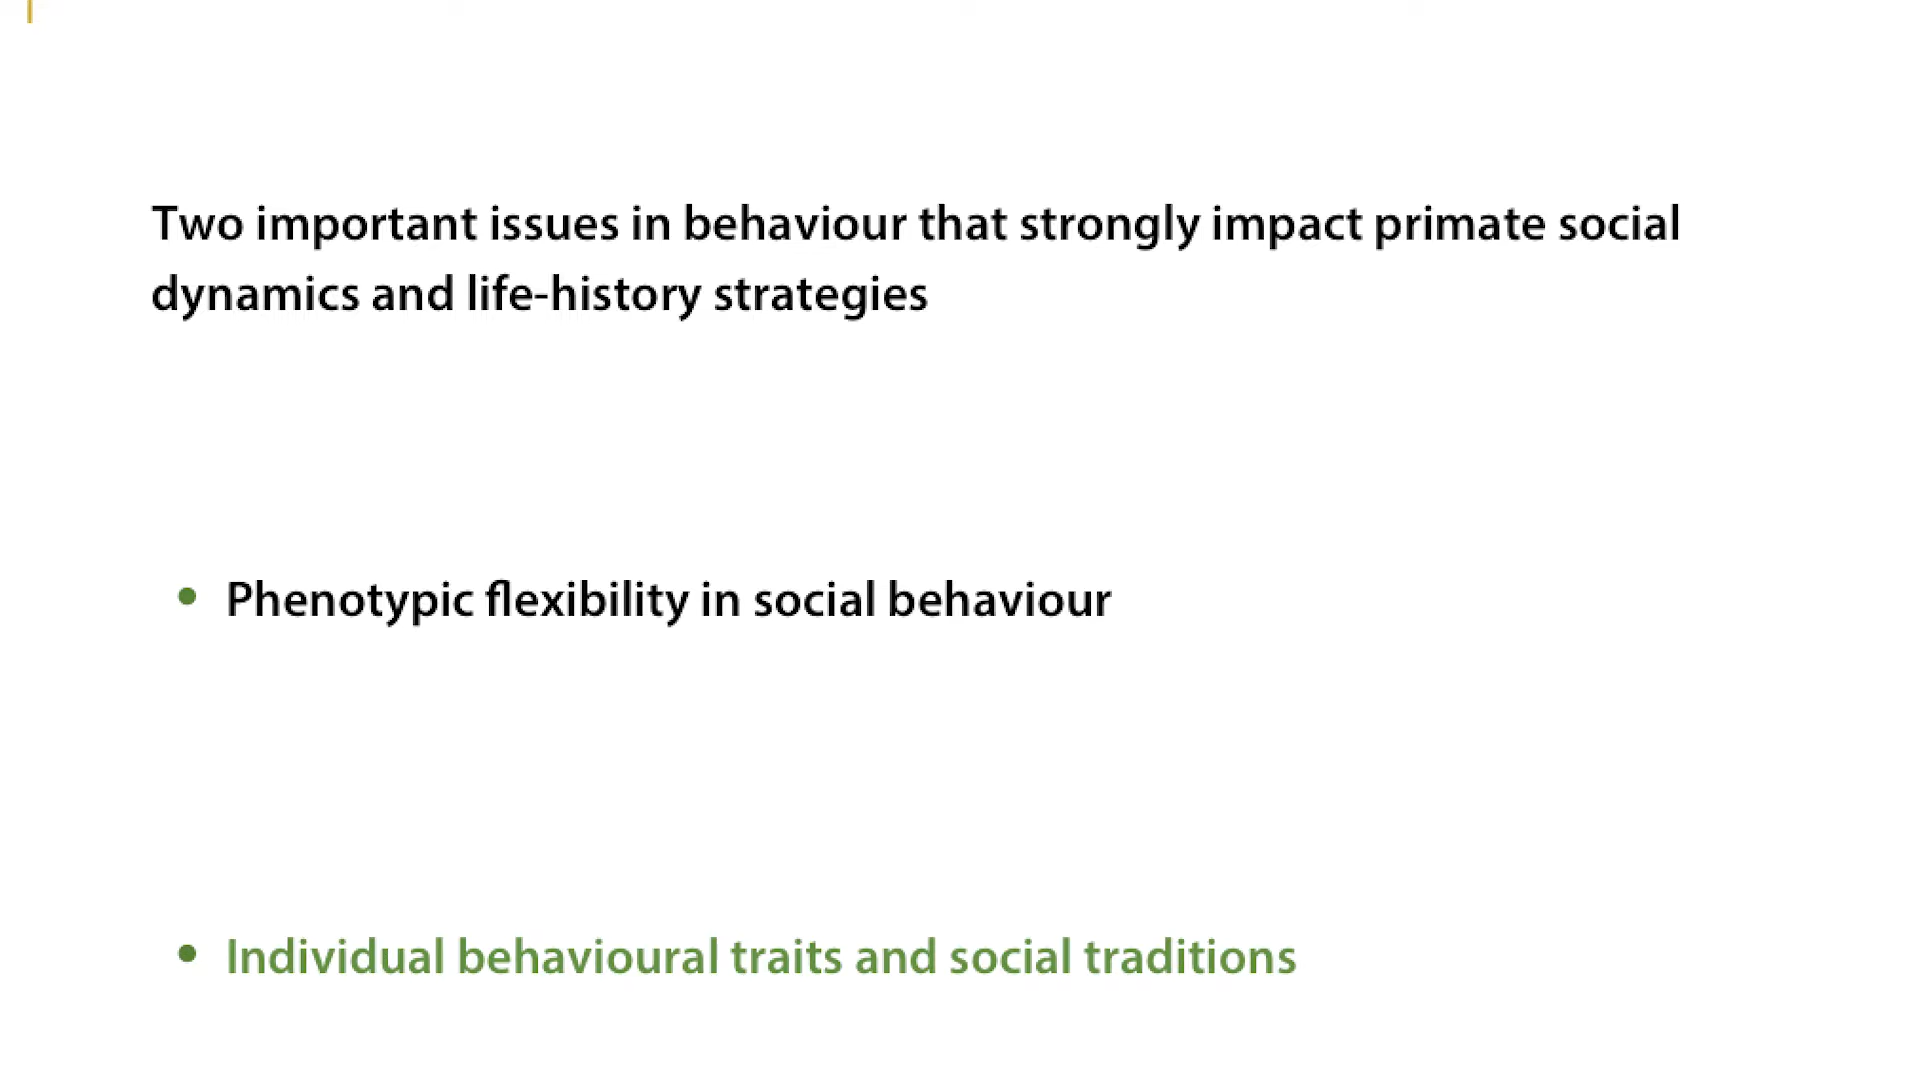 Two important issues in behaviour that strongly impact primate social
dynamics and life-history strategies
• Phenotypic flexibility in social behaviour
• Individual behavioural traits and social traditions